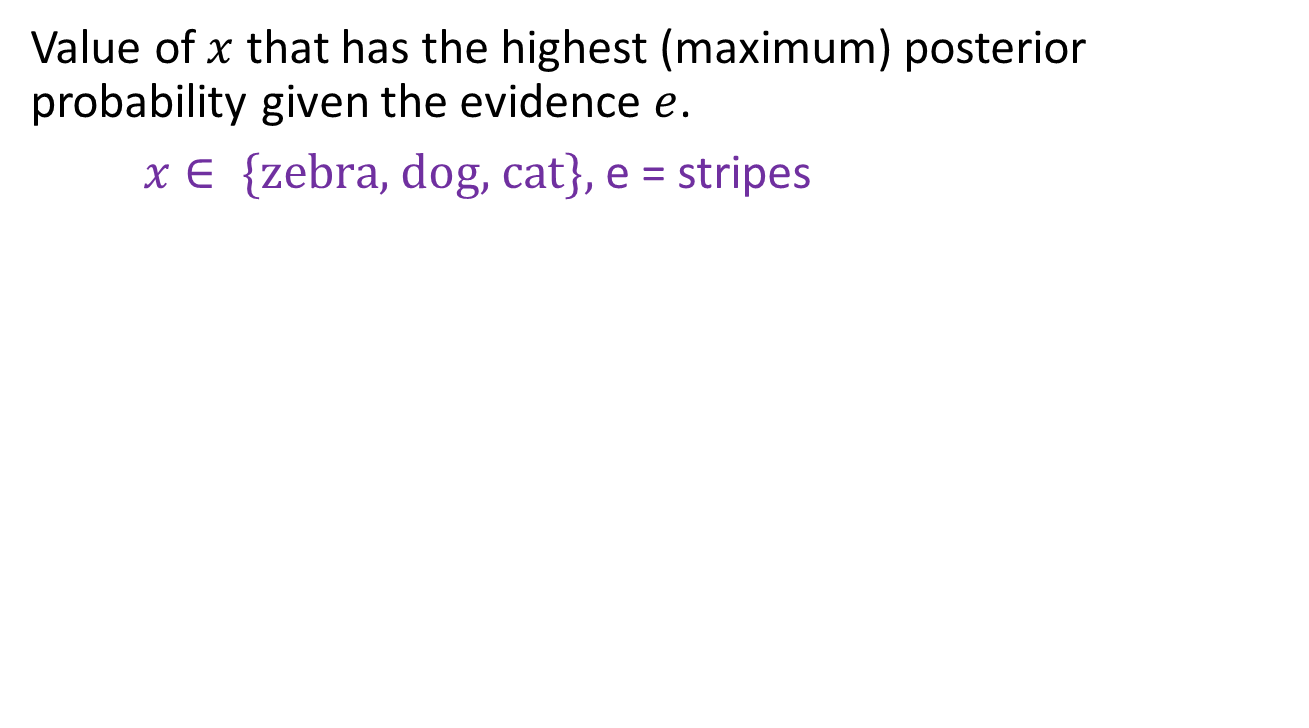 Value of x that has the highest (maximum) posterior
probability given the evidence e.
x ∈ {zebra, dog, cat}, e = stripes